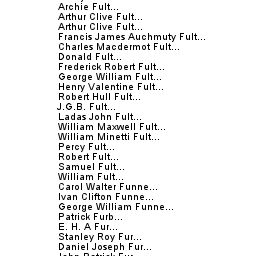 Archie Fult...
Arthur Clive Fult...
Arthur Clive Fult...
Francis James Auchmuty Fult...
Charles Macdermot Fult...
Donald Fult...
Frederick Robert Fult...
George William Fult...
Henry Valentine Fult...
Robert Hull Fult...
J.G.B. Fult...
Ladas John Fult...
William Maxwell Fult...
William Minetti Fult...
Percy Fult...
Robert Fult...
Samuel Fult...
William Fult...
Carol Walter Funne...
Ivan Clifton Funne...
George William Funne...
Patrick Furb...
E. H. A Fur...
Stanley Roy Fur...
Daniel Joseph Fur...